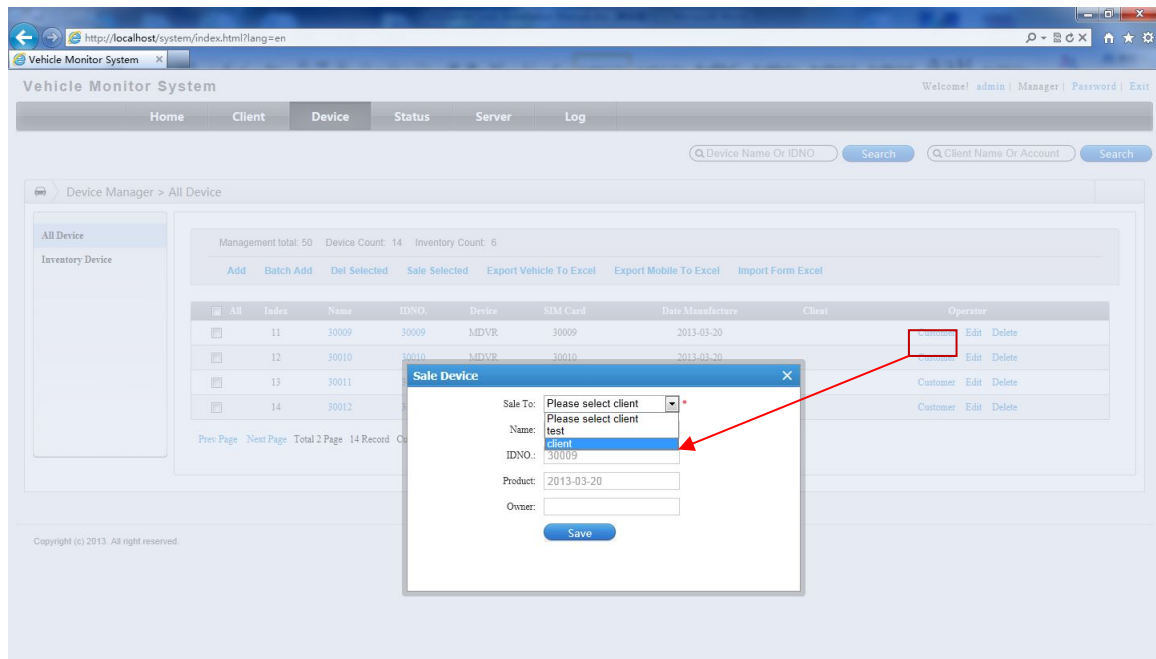 http://localhost/system/index.html?lang=en
Vehicle Monitor System
Vehicle Monitor System
Welcome! admin | Manager | Password | Exit
Home Client Device Status Server Log
Device Name Or IDNO Search Client Name Or Account Search
Device Manager > All Device
All Device
Inventory Device
Management total: 50 Device Count: 14 Inventory Count: 6
Add Batch Add Del Selected Sale Selected Export Vehicle To Excel Export Mobile To Excel Import Form Excel
All Index Name IDNO. Device SIM Card Date Manufacture Client Operator
11 30009 30009 MDVR 30009 2013-03-20 Customer Edit Delete
12 30010 30010 MDVR 30010 2013-03-20 Customer Edit Delete
13 30011 Customer Edit Delete
14 30012 Customer Edit Delete
Prev Page Next Page Total 2 Page 14 Record
Sale Device
Sale To: Please select client *
Please select client
Name: test
client
IDNO.: 30009
Product: 2013-03-20
Owner:
Save
Copyright (c) 2013. All right reserved.